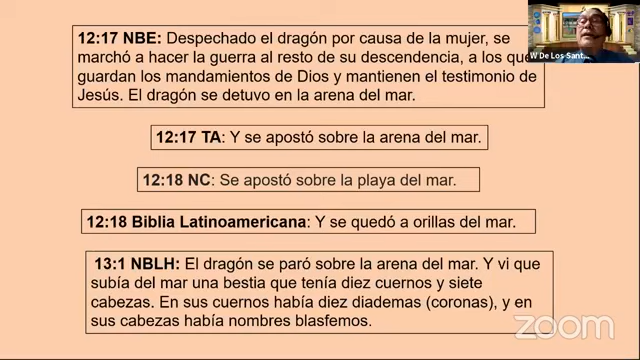 12:17 NBE: Despechado el dragón por causa de la mujer, se
marchó a hacer la guerra al resto de su descendencia, a los que
guardan los mandamientos de Dios y mantienen el testimonio de
Jesús. El dragón se detuvo en la arena del mar.
12:17 TA: Y se apostó sobre la arena del mar.
12:18 NC: Se apostó sobre la playa del mar.
12:18 Biblia Latinoamericana: Y se quedó a orillas del mar.
13:1 NBLH: El dragón se paró sobre la arena del mar. Y vi que
subía del mar una bestia que tenía diez cuernos y siete
cabezas. En sus cuernos había diez diademas (coronas), y en
sus cabezas había nombres blasfemos.
W De Los Sant...
zoom